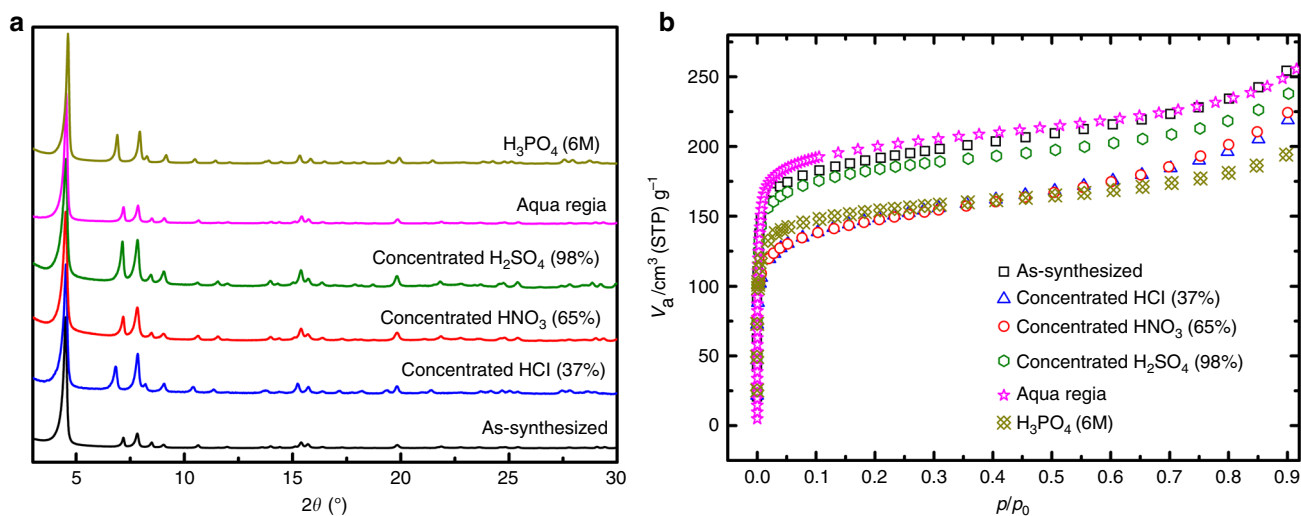 a
H₃PO₄ (6M)
Aqua regia
Concentrated H₂SO₄ (98%)
Concentrated HNO₃ (65%)
Concentrated HCl (37%)
As-synthesized
5 10 15 20 25 30
2θ (°)
b
250
200
150
100
50
0
Vₐ/cm³ (STP) g⁻¹
As-synthesized
Concentrated HCl (37%)
Concentrated HNO₃ (65%)
Concentrated H₂SO₄ (98%)
Aqua regia
H₃PO₄ (6M)
0.0 0.1 0.2 0.3 0.4 0.5 0.6 0.7 0.8 0.9
p/p₀